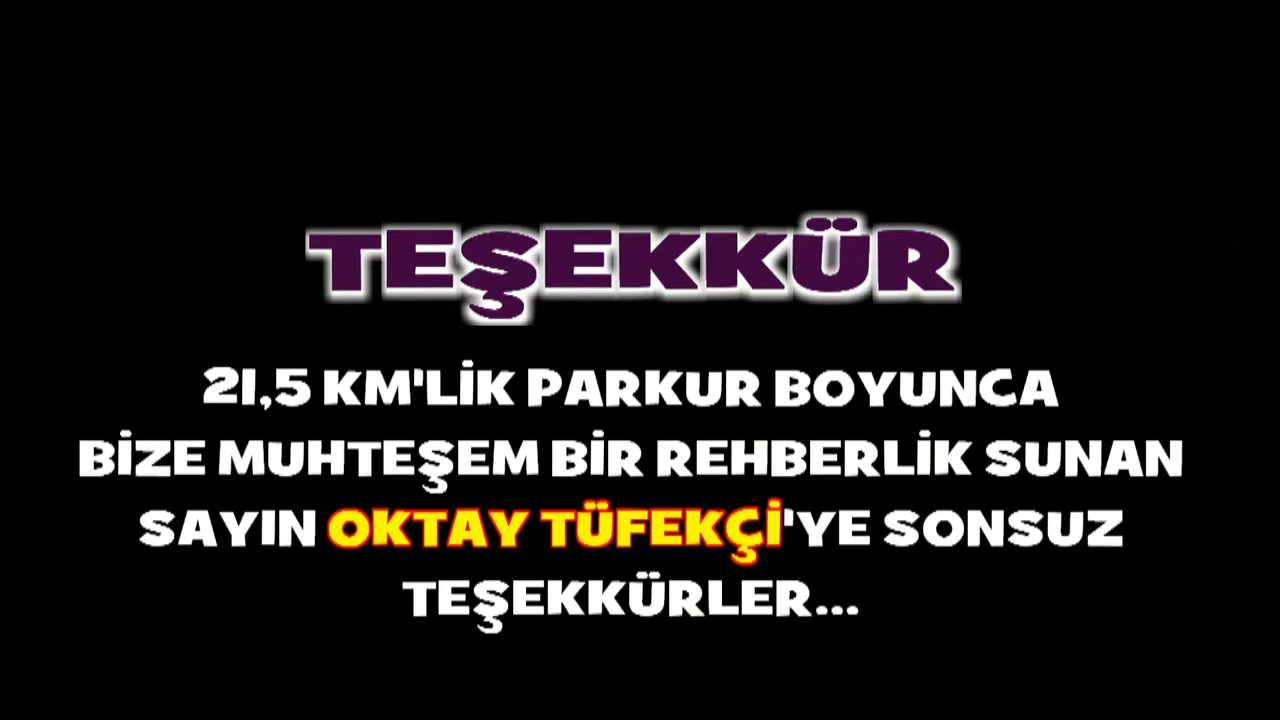 TEŞEKKÜR
21,5 KM'LİK PARKUR BOYUNCA
BİZE MUHTEŞEM BİR REHBERLİK SUNAN
SAYIN OKTAY TÜFEKÇİ'YE SONSUZ
TEŞEKKÜRLER...